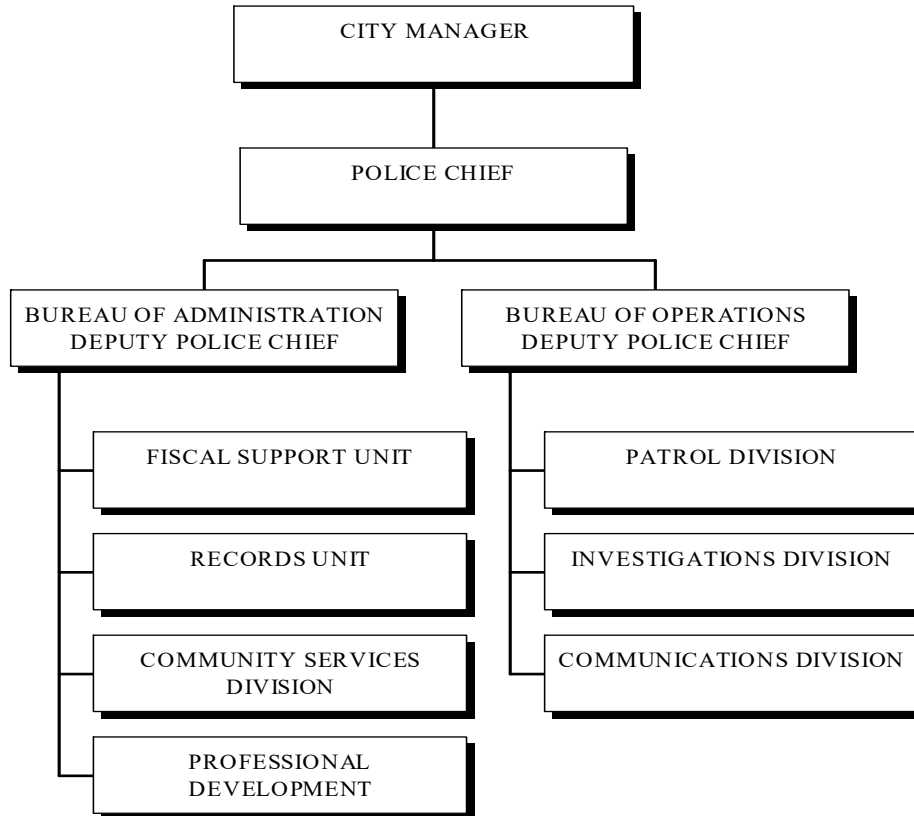 CITY MANAGER
POLICE CHIEF
BUREAU OF ADMINISTRATION
DEPUTY POLICE CHIEF
BUREAU OF OPERATIONS
DEPUTY POLICE CHIEF
FISCAL SUPPORT UNIT
RECORDS UNIT
COMMUNITY SERVICES
DIVISION
PROFESSIONAL
DEVELOPMENT
PATROL DIVISION
INVESTIGATIONS DIVISION
COMMUNICATIONS DIVISION